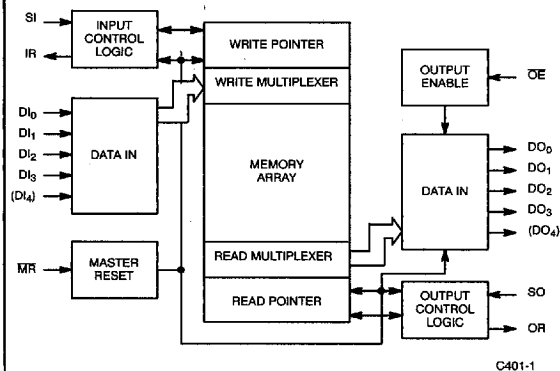 SI
IR
INPUT
CONTROL
LOGIC
WRITE POINTER
WRITE MULTIPLEXER
OUTPUT
ENABLE
OE
DI0
DI1
DI2
DI3
(DI4)
DATA IN
MEMORY
ARRAY
DATA IN
DO0
DO1
DO2
DO3
(DO4)
MR
MASTER
RESET
READ MULTIPLEXER
READ POINTER
OUTPUT
CONTROL
LOGIC
SO
OR
C401-1